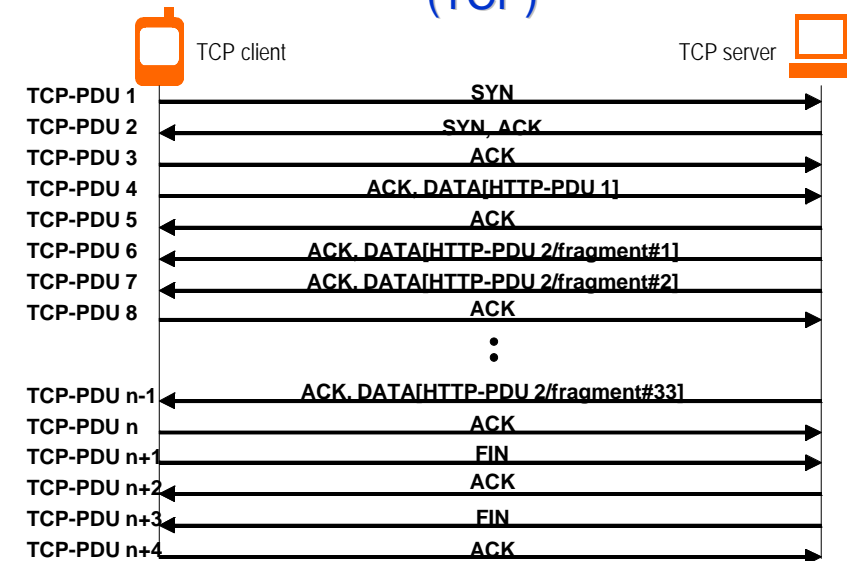 (TCP)
TCP client
TCP server
TCP-PDU 1 SYN
TCP-PDU 2 SYN, ACK
TCP-PDU 3 ACK
TCP-PDU 4 ACK, DATA[HTTP-PDU 1]
TCP-PDU 5 ACK
TCP-PDU 6 ACK, DATA[HTTP-PDU 2/fragment#1]
TCP-PDU 7 ACK, DATA[HTTP-PDU 2/fragment#2]
TCP-PDU 8 ACK
TCP-PDU n-1 ACK, DATA[HTTP-PDU 2/fragment#33]
TCP-PDU n ACK
TCP-PDU n+1 FIN
TCP-PDU n+2 ACK
TCP-PDU n+3 FIN
TCP-PDU n+4 ACK